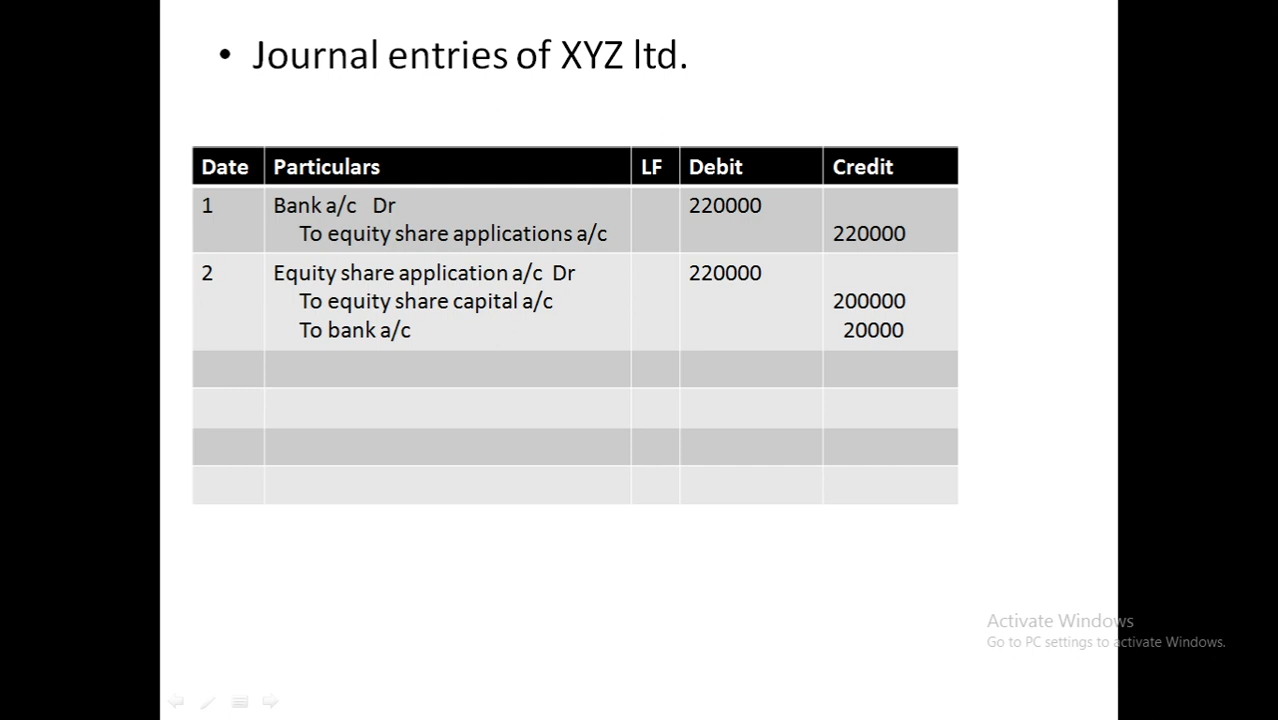 • Journal entries of XYZ ltd.
Date Particulars LF Debit Credit
1 Bank a/c Dr 220000
To equity share applications a/c 220000
2 Equity share application a/c Dr 220000
To equity share capital a/c 200000
To bank a/c 20000
Activate Windows
Go to PC settings to activate Windows.